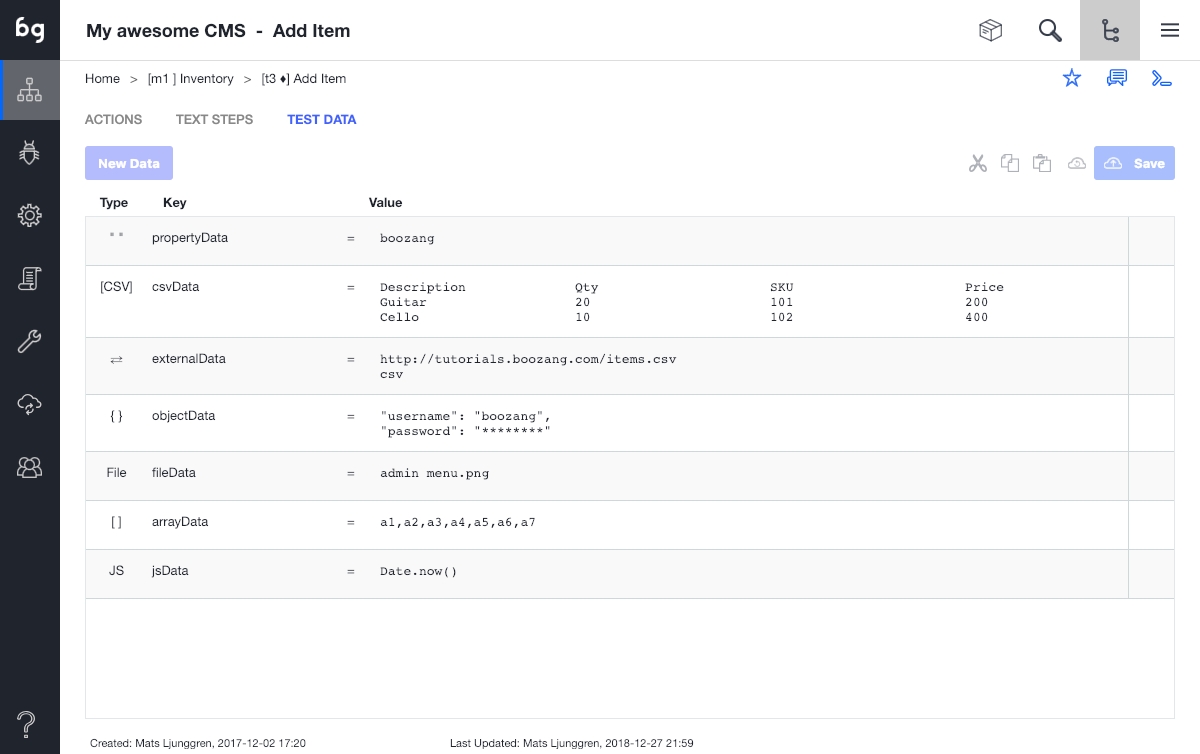 bg
My awesome CMS - Add Item
Home > [m1 ] Inventory > [t3 ♦] Add Item
ACTIONS TEXT STEPS TEST DATA
New Data Save
Type Key Value
" " propertyData = boozang
[CSV] csvData = Description Qty SKU Price
Guitar 20 101 200
Cello 10 102 400
⇄ externalData = http://tutorials.boozang.com/items.csv
csv
{ } objectData = "username": "boozang",
"password": "********"
File fileData = admin menu.png
[ ] arrayData = a1,a2,a3,a4,a5,a6,a7
JS jsData = Date.now()
Created: Mats Ljunggren, 2017-12-02 17:20 Last Updated: Mats Ljunggren, 2018-12-27 21:59